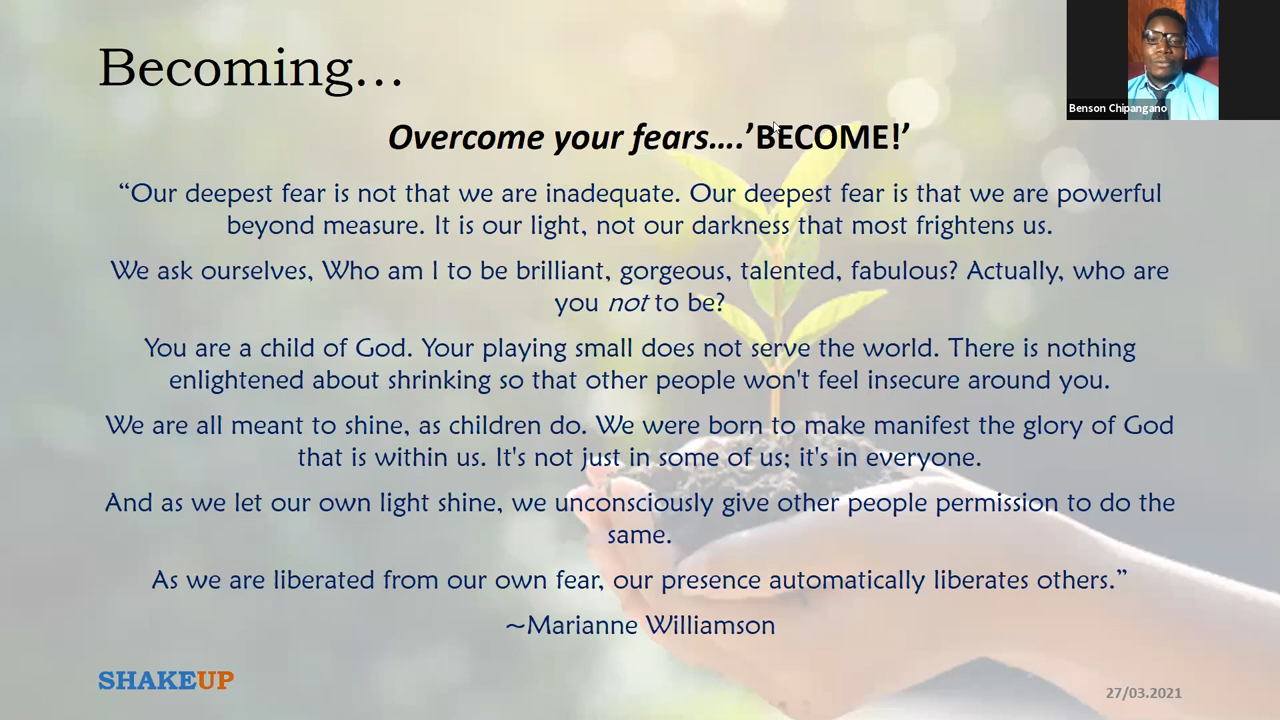 Becoming…
Benson Chipangano
Overcome your fears….’BECOME!’
“Our deepest fear is not that we are inadequate. Our deepest fear is that we are powerful
beyond measure. It is our light, not our darkness that most frightens us.
We ask ourselves, Who am I to be brilliant, gorgeous, talented, fabulous? Actually, who are
you not to be?
You are a child of God. Your playing small does not serve the world. There is nothing
enlightened about shrinking so that other people won't feel insecure around you.
We are all meant to shine, as children do. We were born to make manifest the glory of God
that is within us. It's not just in some of us; it's in everyone.
And as we let our own light shine, we unconsciously give other people permission to do the
same.
As we are liberated from our own fear, our presence automatically liberates others.”
~Marianne Williamson
SHAKEUP
27/03.2021